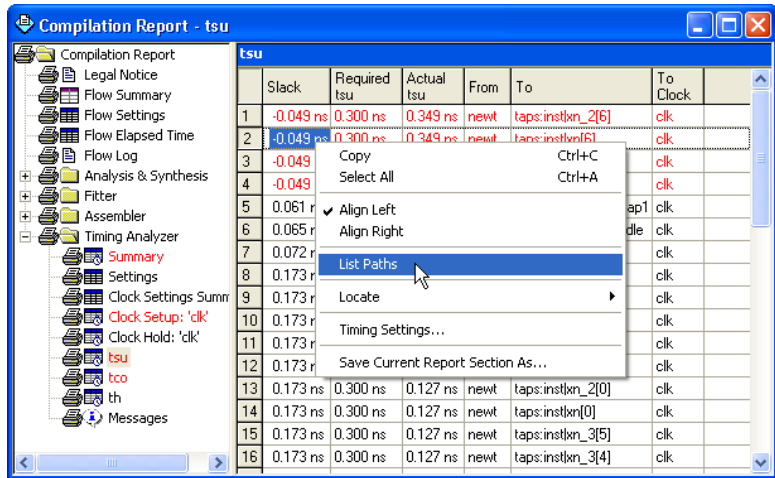 Compilation Report - tsu
Compilation Report
Legal Notice
Flow Summary
Flow Settings
Flow Elapsed Time
Flow Log
Analysis & Synthesis
Fitter
Assembler
Timing Analyzer
Summary
Settings
Clock Settings Summ
Clock Setup: 'clk'
Clock Hold: 'clk'
tsu
tco
th
Messages
tsu
Slack Required tsu Actual tsu From To To Clock
1 -0.049 ns 0.300 ns 0.349 ns newt taps:inst|xn_2[6] clk
2 -0.049 ns 0.300 ns 0.349 ns newt taps:inst|xn[6] clk
3 -0.049 clk
4 -0.049 clk
5 0.061 ap1 clk
6 0.065 dle clk
7 0.072 clk
8 0.173 clk
9 0.173 clk
10 0.173 clk
11 0.173 clk
12 0.173 clk
13 0.173 ns 0.300 ns 0.127 ns newt taps:inst|xn_2[0] clk
14 0.173 ns 0.300 ns 0.127 ns newt taps:inst|xn[0] clk
15 0.173 ns 0.300 ns 0.127 ns newt taps:inst|xn_3[5] clk
16 0.173 ns 0.300 ns 0.127 ns newt taps:inst|xn_3[4] clk
Copy Ctrl+C
Select All Ctrl+A
Align Left
Align Right
List Paths
Locate
Timing Settings...
Save Current Report Section As...